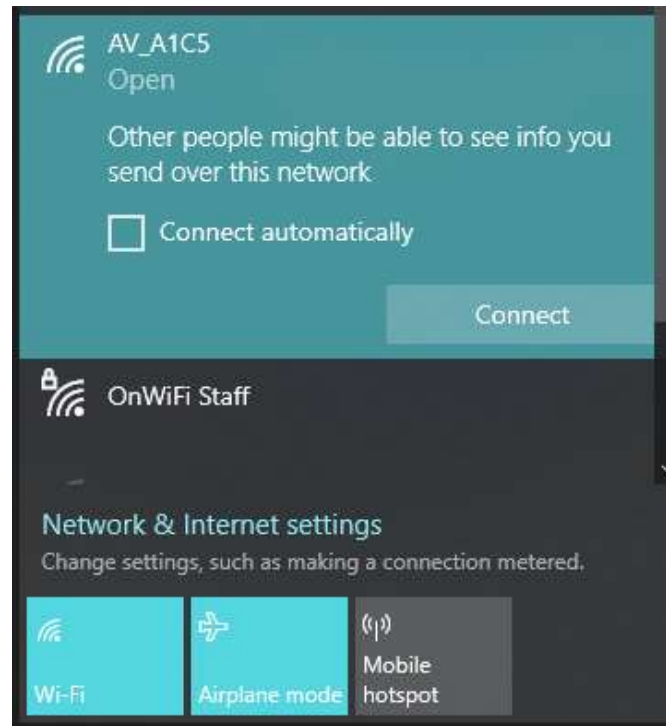 AV_A1C5
Open
Other people might be able to see info you
send over this network
Connect automatically
Connect
OnWiFi Staff
Network & Internet settings
Change settings, such as making a connection metered.
Wi-Fi
Airplane mode
Mobile
hotspot